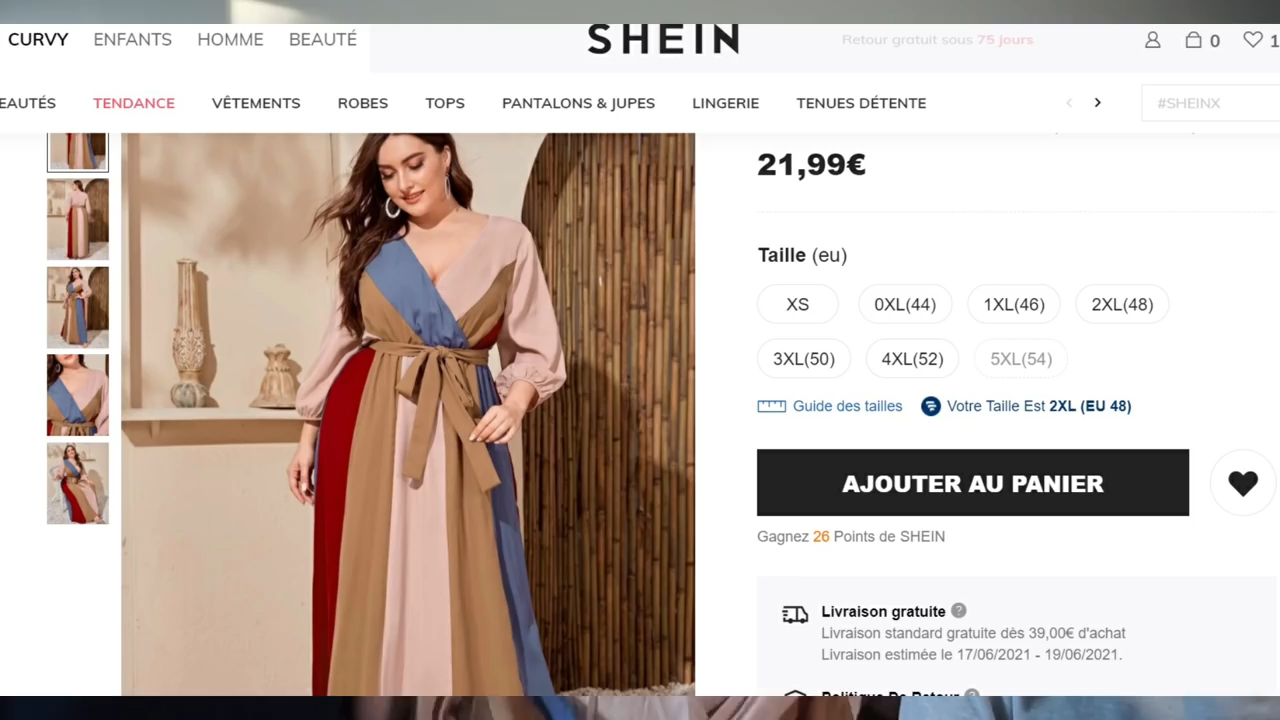 CURVY ENFANTS HOMME BEAUTÉ
SHEIN
Retour gratuit sous 75 jours
0
1
EAUTÉS TENDANCE VÊTEMENTS ROBES TOPS PANTALONS & JUPES LINGERIE TENUES DÉTENTE
#SHEINX
21,99€
Taille (eu)
XS 0XL(44) 1XL(46) 2XL(48)
3XL(50) 4XL(52) 5XL(54)
Guide des tailles Votre Taille Est 2XL (EU 48)
AJOUTER AU PANIER
Gagnez 26 Points de SHEIN
Livraison gratuite ?
Livraison standard gratuite dès 39,00€ d'achat
Livraison estimée le 17/06/2021 - 19/06/2021.
Politique De Retour ?